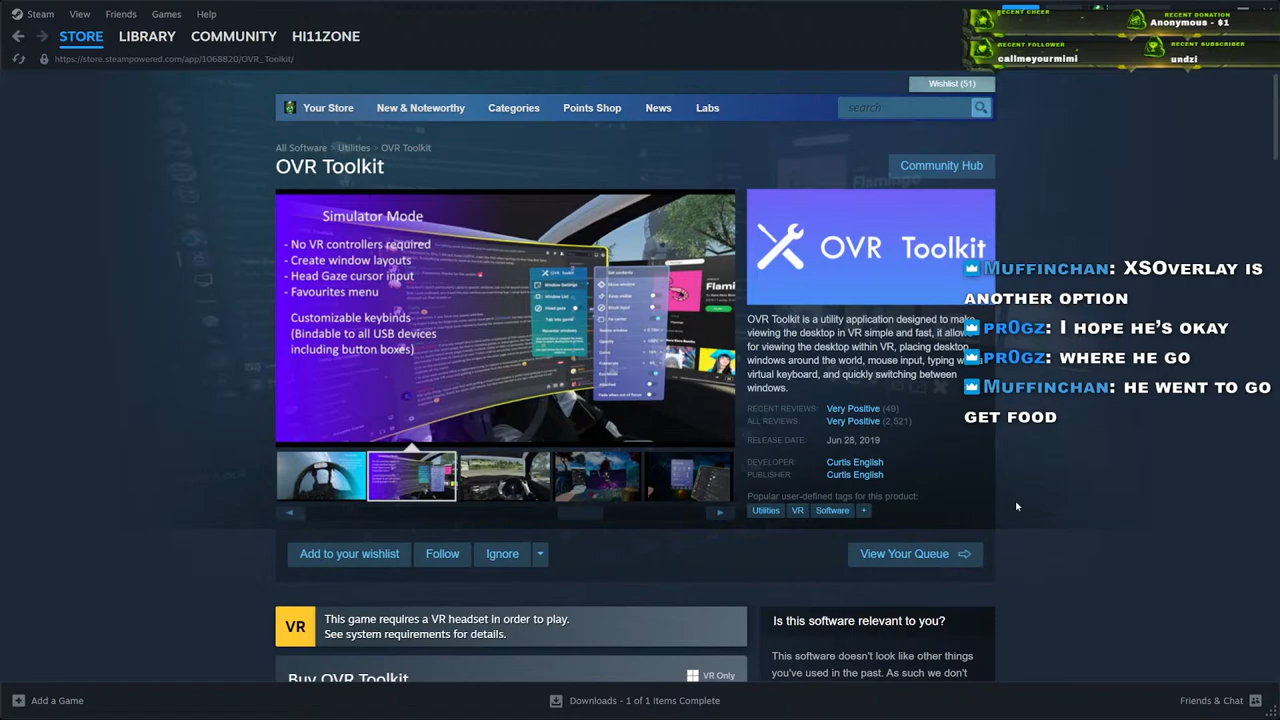 Steam View Friends Games Help
STORE LIBRARY COMMUNITY HI11ZONE
https://store.steampowered.com/app/1068820/OVR_Toolkit/
RECENT CHEER
RECENT DONATION
Anonymous - $1
RECENT FOLLOWER
callmeyourmimi
RECENT SUBSCRIBER
undzi
Wishlist (51)
Your Store New & Noteworthy Categories Points Shop News Labs search
All Software > Utilities > OVR Toolkit
OVR Toolkit
Community Hub
Simulator Mode
- No VR controllers required
- Create window layouts
- Head Gaze cursor input
- Favourites menu
Customizable keybinds
(Bindable to all USB devices
including button boxes)
OVR Toolkit
OVR Toolkit
Window Settings
Window List
Flami
OVR Toolkit is a utility application designed to make
viewing the desktop in VR simple and fast, it allow
for viewing the desktop within VR, placing desktop
windows around the world, mouse input, typing w
virtual keyboard, and quickly switching between
windows.
RECENT REVIEWS: Very Positive (49)
ALL REVIEWS: Very Positive (2,521)
RELEASE DATE: Jun 28, 2019
DEVELOPER: Curtis English
PUBLISHER: Curtis English
Popular user-defined tags for this product:
Utilities VR Software +
Muffinchan: XSOverlay is
another option
pr0gz: I hope he's okay
pr0gz: where he go
Muffinchan: he went to go
get food
Add to your wishlist Follow Ignore View Your Queue
VR
This game requires a VR headset in order to play.
See system requirements for details.
Is this software relevant to you?
This software doesn't look like other things
you've used in the past. As such we don't
Buy OVR Toolkit
VR Only
Add a Game Downloads - 1 of 1 Items Complete Friends & Chat